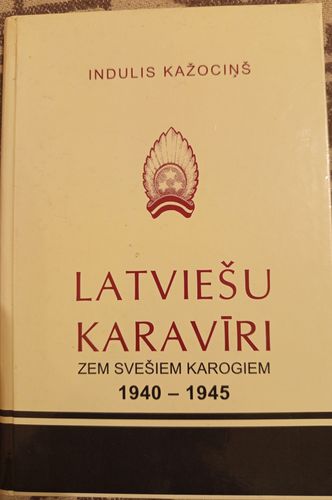 INDULIS KAŽOCIŅŠ
LATVIEŠU
KARAVĪRI
ZEM SVEŠIEM KAROGIEM
1940 – 1945